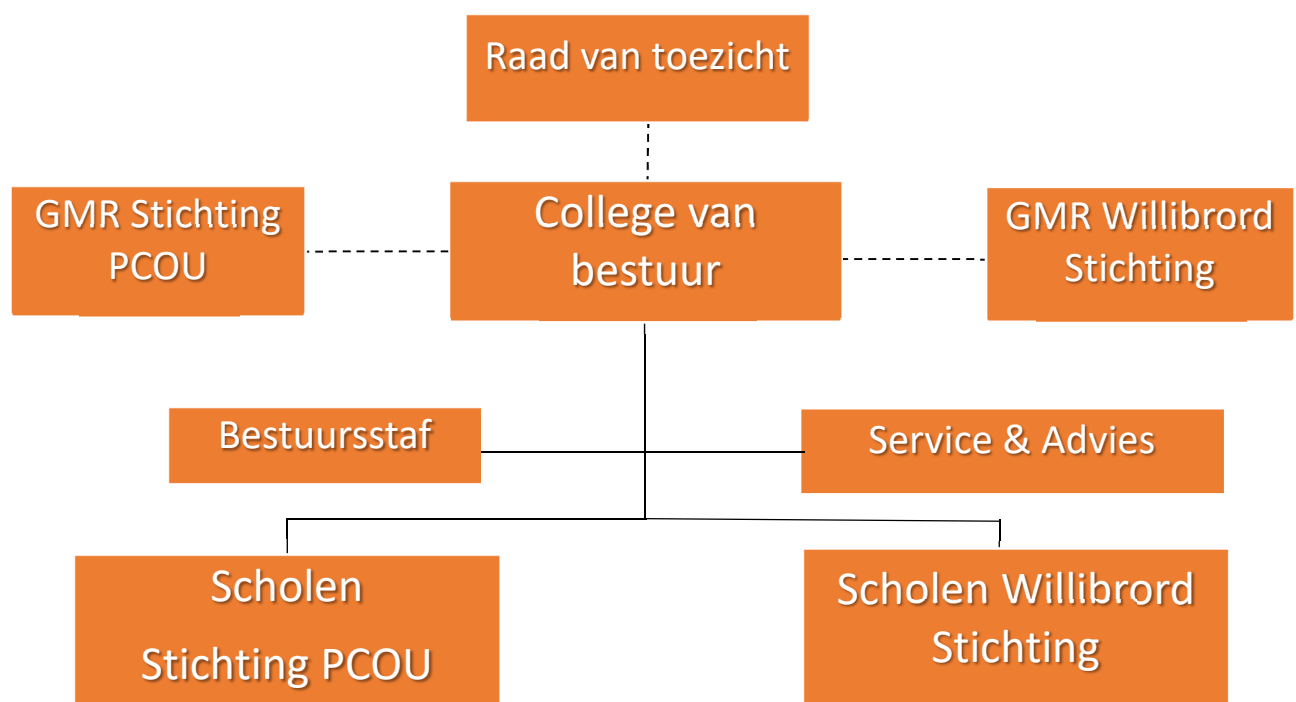 Raad van toezicht
GMR Stichting
PCOU
College van
bestuur
GMR Willibrord
Stichting
Bestuursstaf
Service & Advies
Scholen
Stichting PCOU
Scholen Willibrord
Stichting